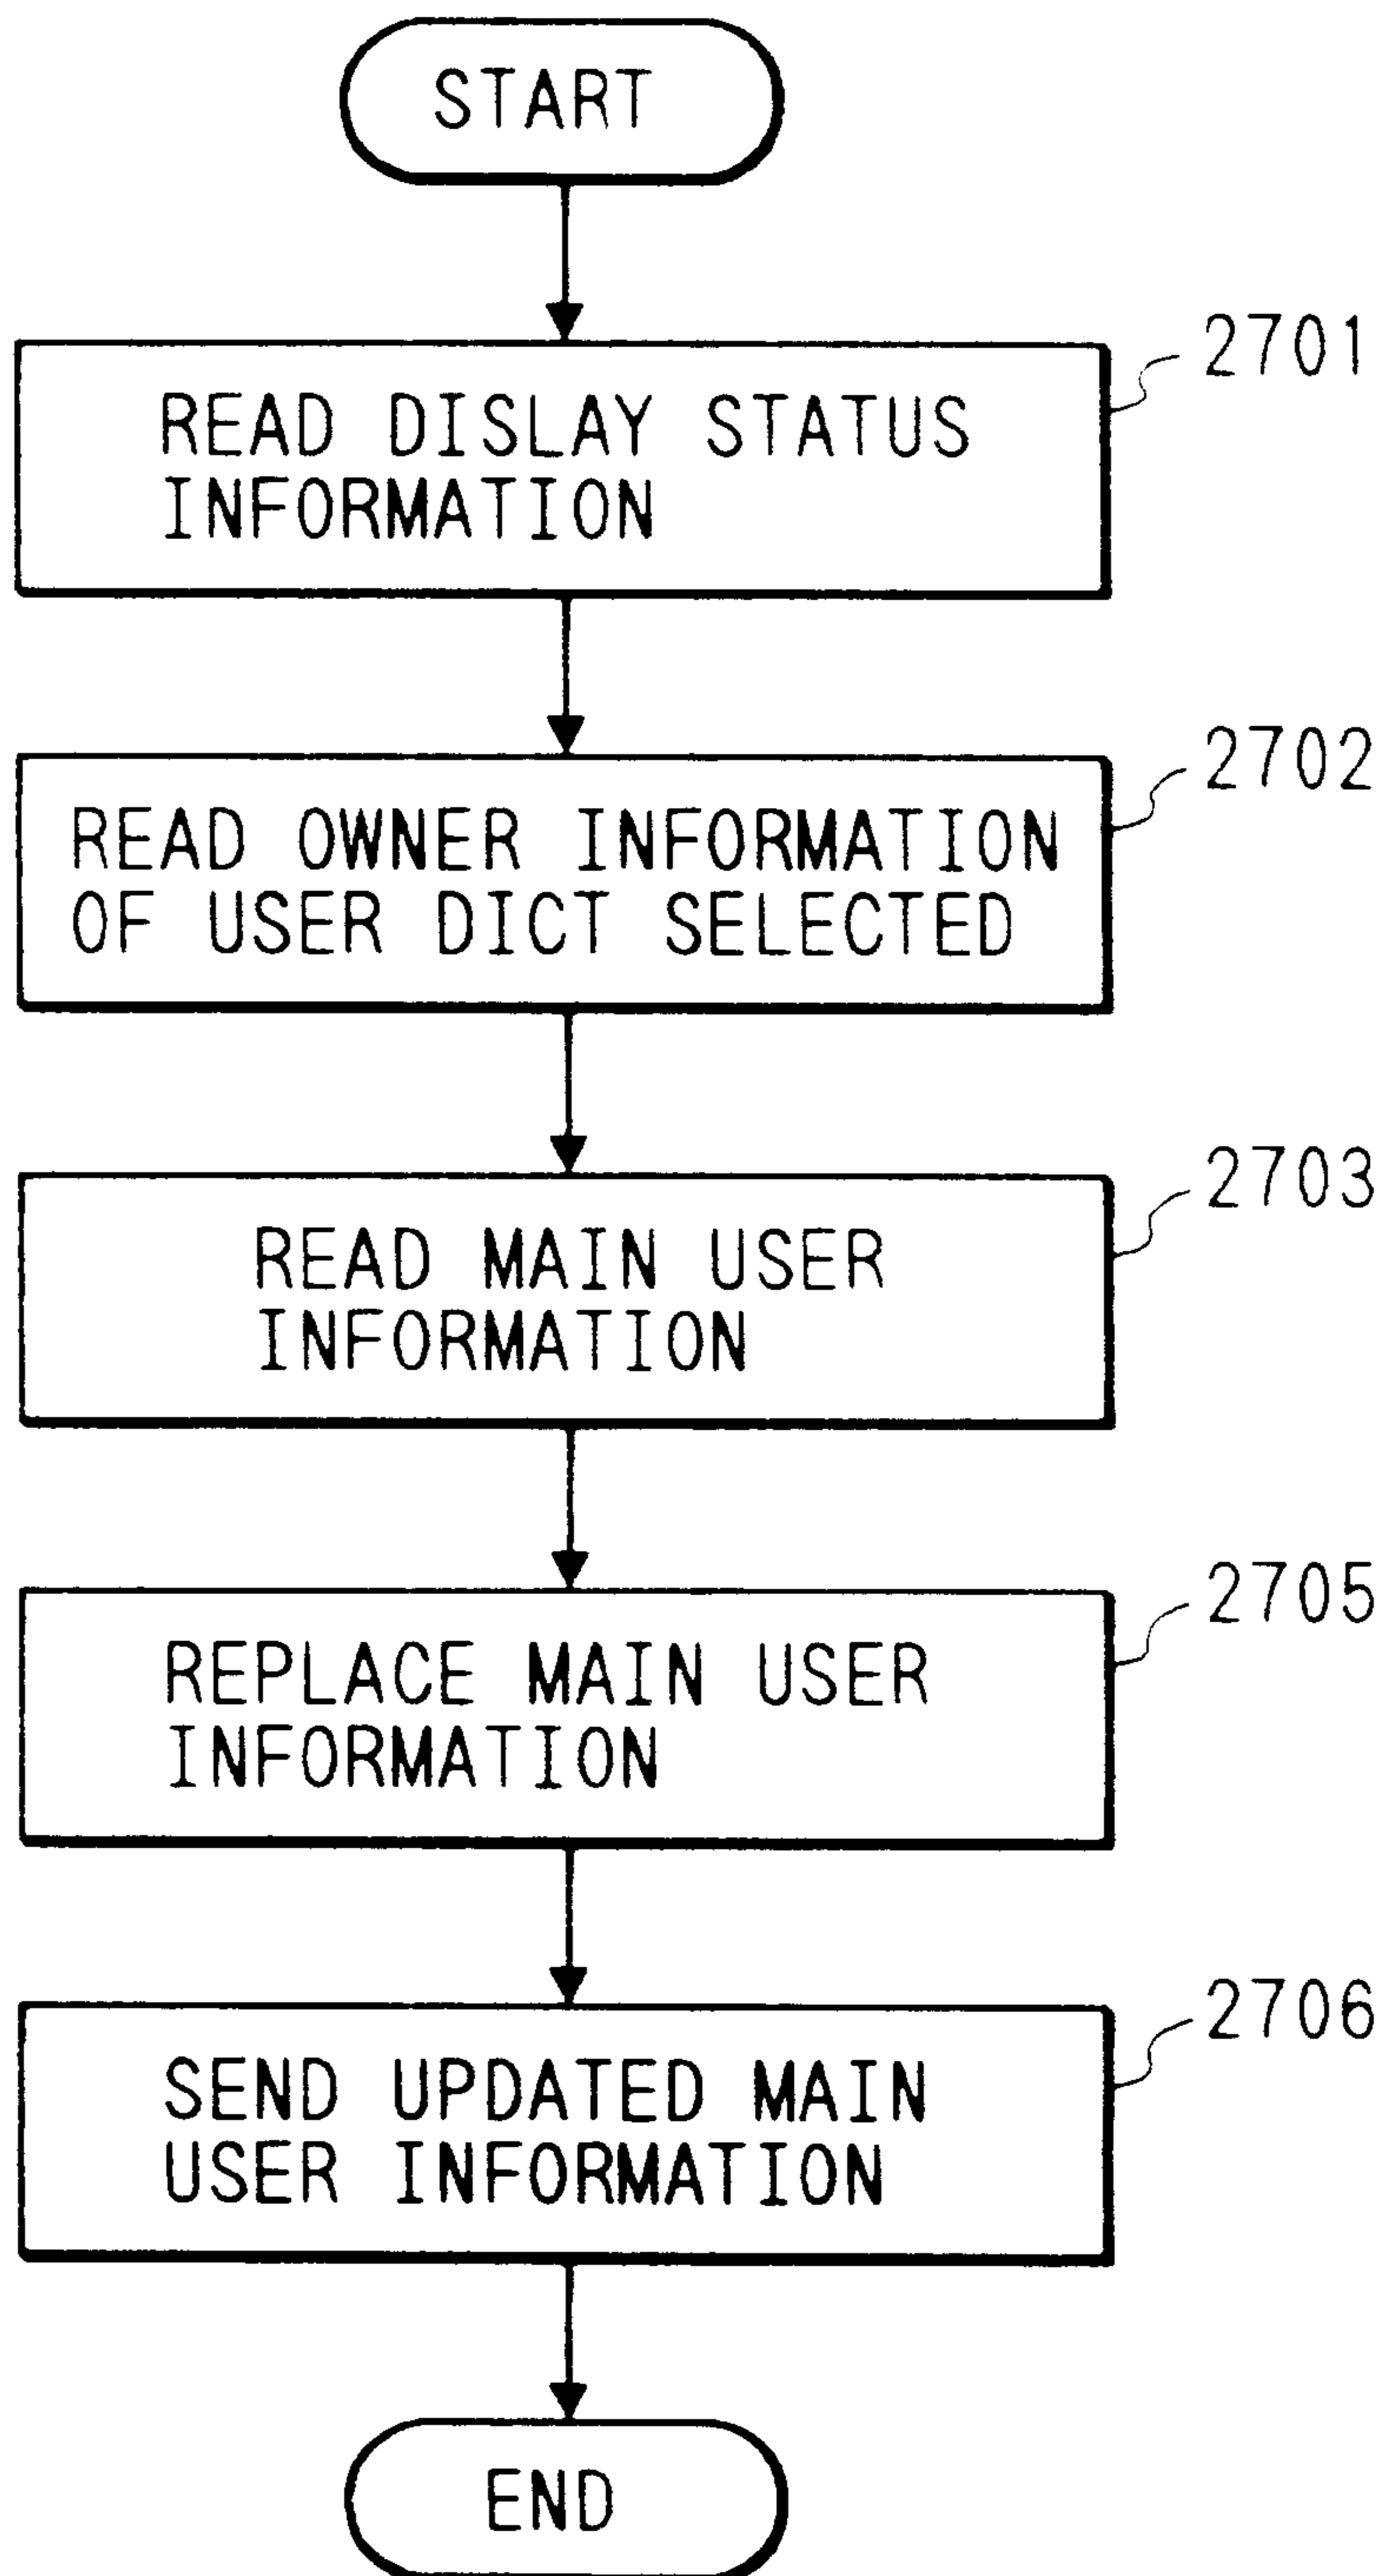 START
2701
READ DISLAY STATUS
INFORMATION
2702
READ OWNER INFORMATION
OF USER DICT SELECTED
2703
READ MAIN USER
INFORMATION
2705
REPLACE MAIN USER
INFORMATION
2706
SEND UPDATED MAIN
USER INFORMATION
END